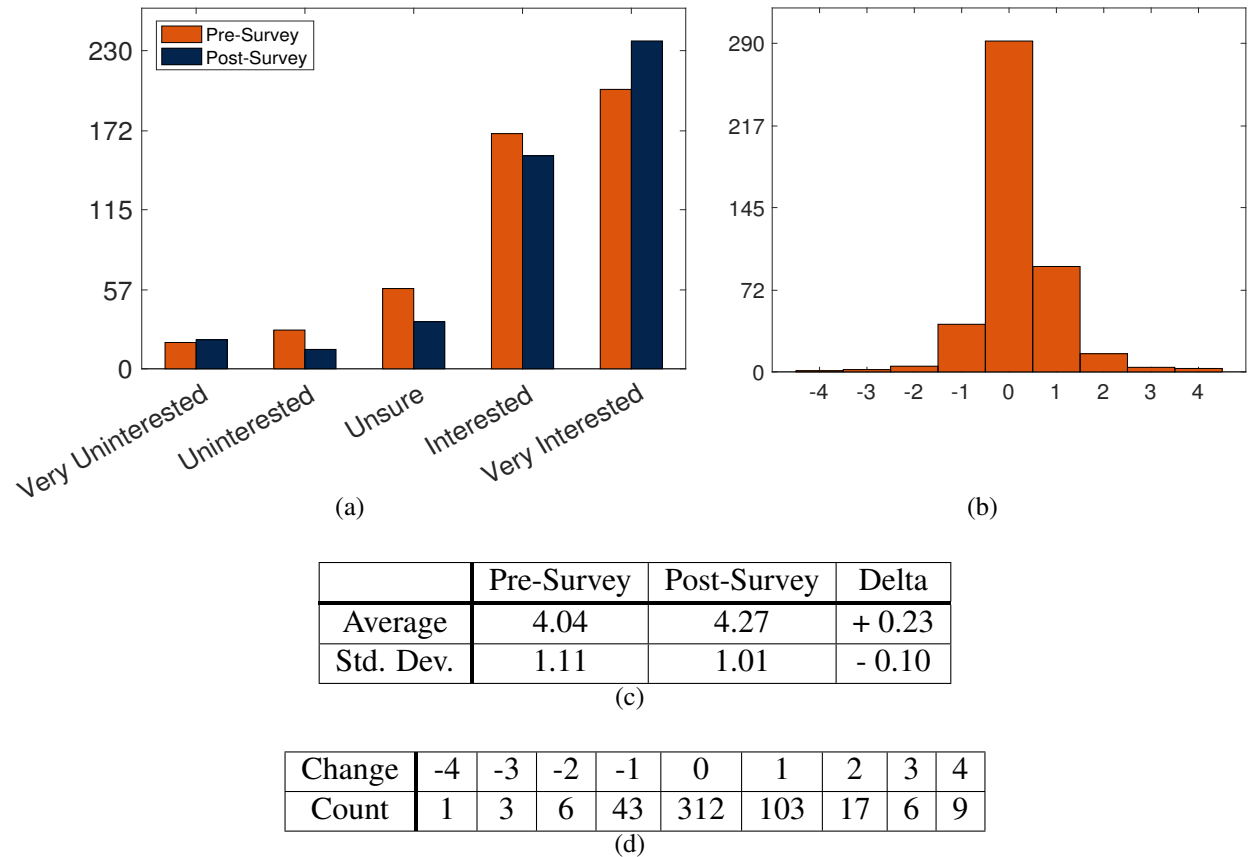 Pre-Survey
Post-Survey
230
172
115
57
0
Very Uninterested
Uninterested
Unsure
Interested
Very Interested
(a)
290
217
145
72
0
-4 -3 -2 -1 0 1 2 3 4
(b)
Pre-Survey Post-Survey Delta
Average 4.04 4.27 + 0.23
Std. Dev. 1.11 1.01 - 0.10
(c)
Change -4 -3 -2 -1 0 1 2 3 4
Count 1 3 6 43 312 103 17 6 9
(d)